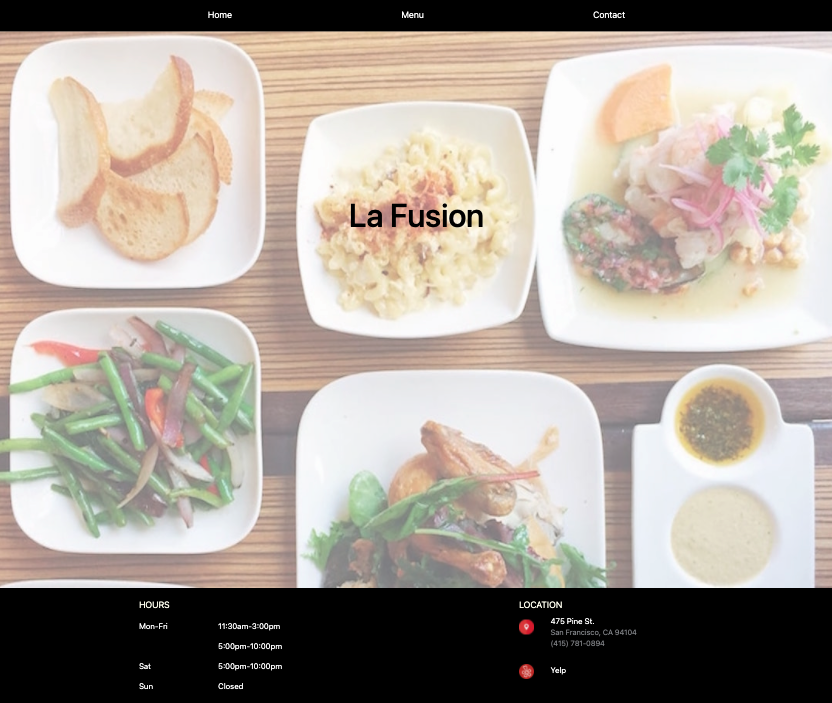 Home Menu Contact
La Fusion
HOURS
Mon-Fri 11:30am-3:00pm
5:00pm-10:00pm
Sat 5:00pm-10:00pm
Sun Closed
LOCATION
475 Pine St.
San Francisco, CA 94104
(415) 781-0894
Yelp